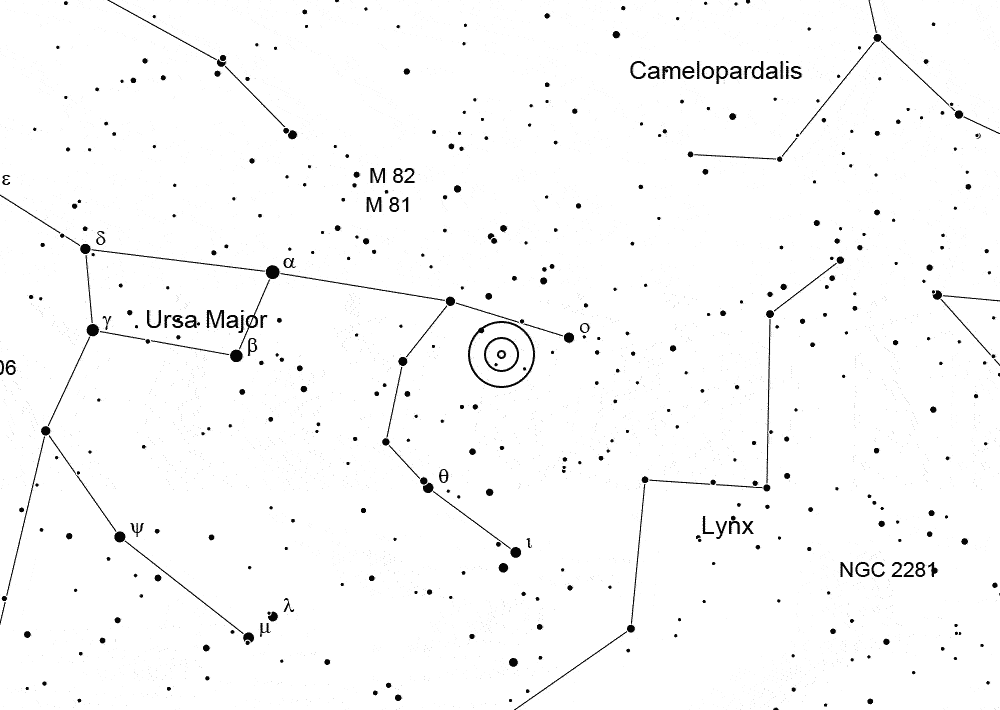 Camelopardalis
M 82
ε
M 81
δ
α
γ
Ursa Major
ο
β
06
θ
ψ
Lynx
ι
NGC 2281
λ
μ